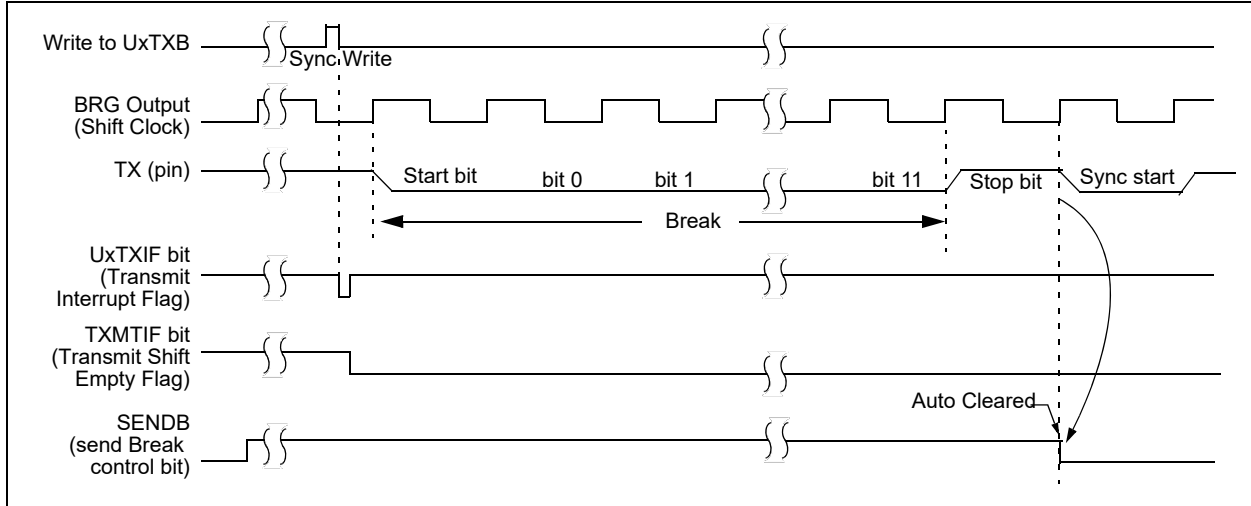 Write to UxTXB
Sync Write
BRG Output
(Shift Clock)
TX (pin)
Start bit
bit 0
bit 1
bit 11
Stop bit
Sync start
Break
UxTXIF bit
(Transmit
Interrupt Flag)
TXMTIF bit
(Transmit Shift
Empty Flag)
Auto Cleared
SENDB
(send Break
control bit)